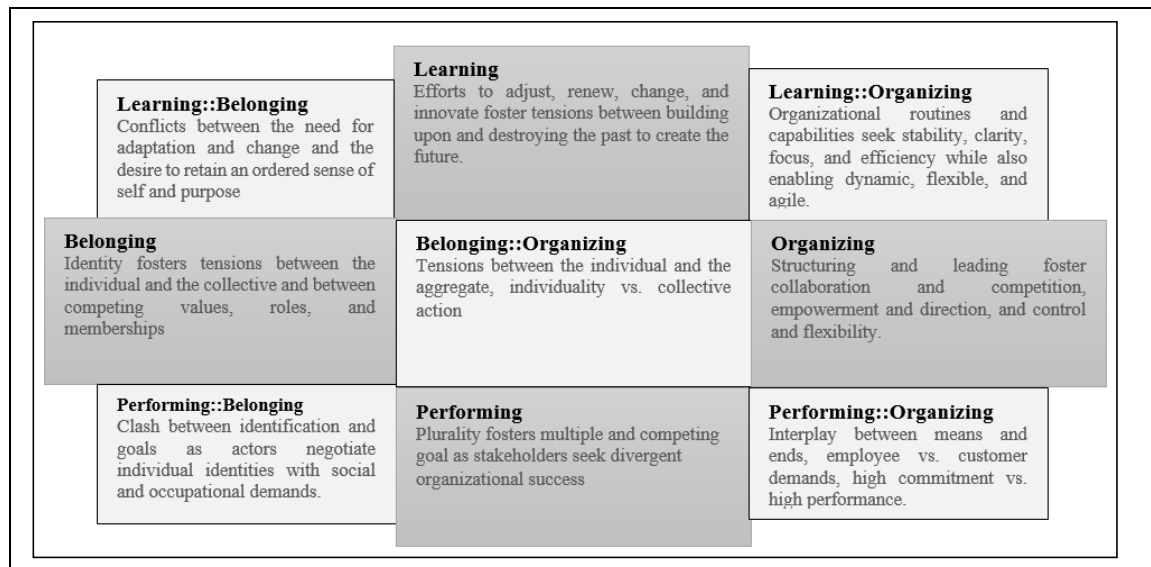 Learning::Belonging
Conflicts between the need for
adaptation and change and the
desire to retain an ordered sense of
self and purpose
Learning
Efforts to adjust, renew, change, and
innovate foster tensions between building
upon and destroying the past to create the
future.
Learning::Organizing
Organizational routines and
capabilities seek stability, clarity,
focus, and efficiency while also
enabling dynamic, flexible, and
agile.
Belonging
Identity fosters tensions between the
individual and the collective and between
competing values, roles, and
memberships
Belonging::Organizing
Tensions between the individual and the
aggregate, individuality vs. collective
action
Organizing
Structuring and leading foster
collaboration and competition,
empowerment and direction, and control
and flexibility.
Performing::Belonging
Clash between identification and
goals as actors negotiate
individual identities with social
and occupational demands.
Performing
Plurality fosters multiple and competing
goal as stakeholders seek divergent
organizational success
Performing::Organizing
Interplay between means and
ends, employee vs. customer
demands, high commitment vs.
high performance.